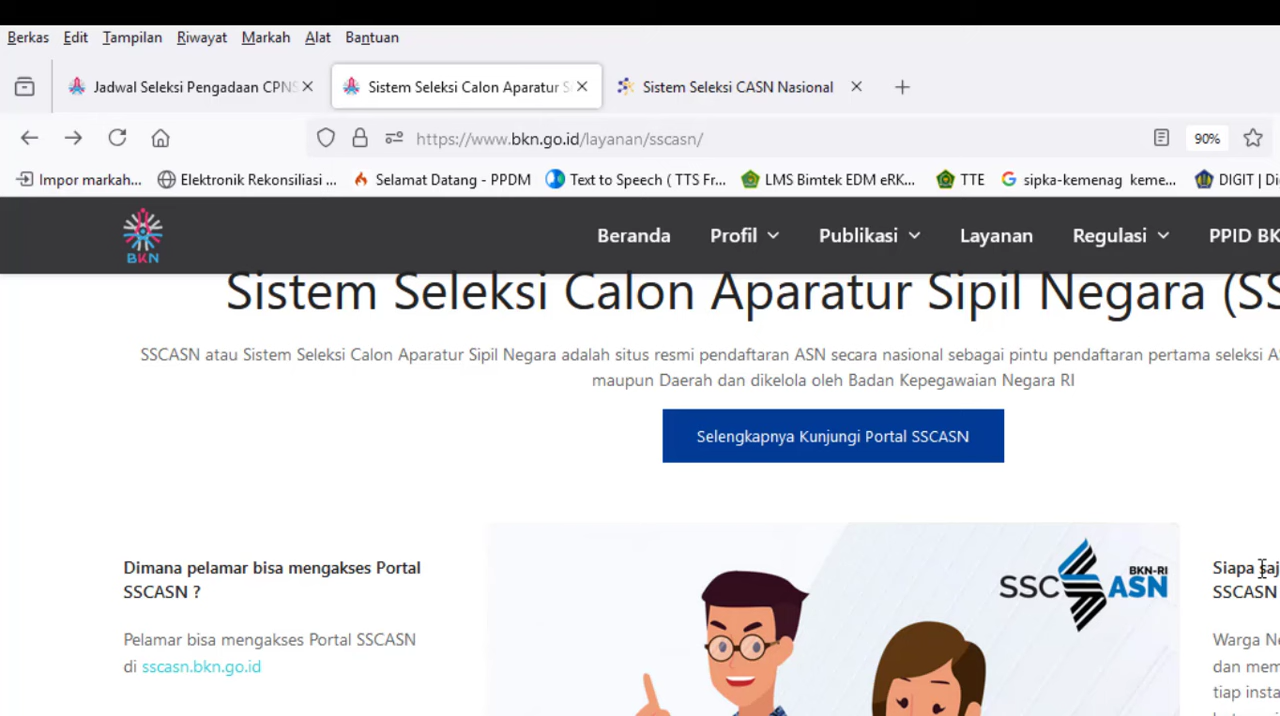 Berkas Edit Tampilan Riwayat Markah Alat Bantuan
Jadwal Seleksi Pengadaan CPNS
Sistem Seleksi Calon Aparatur S
Sistem Seleksi CASN Nasional
https://www.bkn.go.id/layanan/sscasn/
90%
Impor markah... Elektronik Rekonsiliasi ... Selamat Datang - PPDM Text to Speech ( TTS Fr... LMS Bimtek EDM eRK... TTE sipka-kemenag keme... DIGIT | Di
BKN
Beranda Profil Publikasi Layanan Regulasi PPID BK
Sistem Seleksi Calon Aparatur Sipil Negara (SS
SSCASN atau Sistem Seleksi Calon Aparatur Sipil Negara adalah situs resmi pendaftaran ASN secara nasional sebagai pintu pendaftaran pertama seleksi A
maupun Daerah dan dikelola oleh Badan Kepegawaian Negara RI
Selengkapnya Kunjungi Portal SSCASN
Dimana pelamar bisa mengakses Portal
SSCASN ?
Pelamar bisa mengakses Portal SSCASN
di sscasn.bkn.go.id
BKN-RI
SSC ASN
Siapa saj
SSCASN
Warga Ne
dan mem
tiap insta